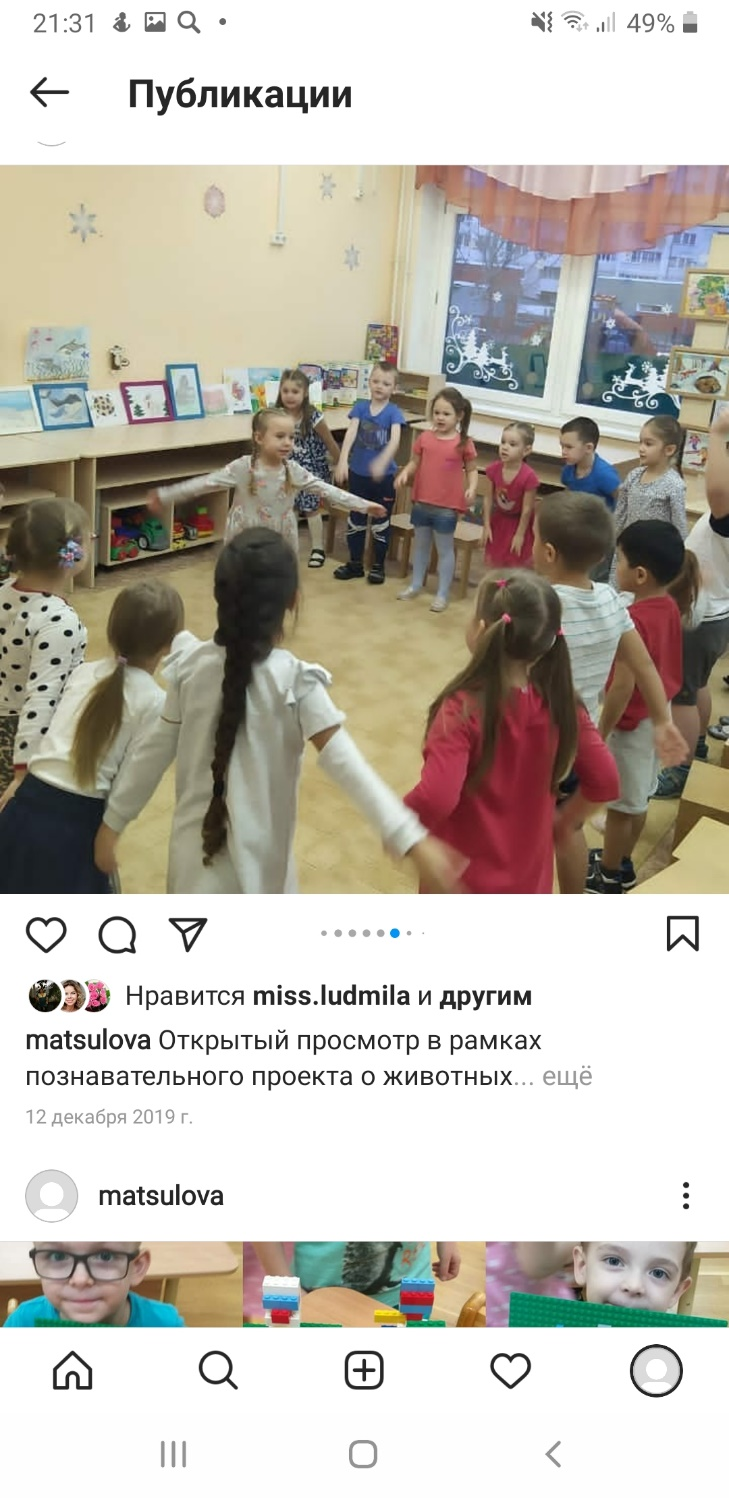 21:31
49%
Публикации
Нравится miss.ludmila и другим
matsulova Открытый просмотр в рамках
познавательного проекта о животных... ещё
12 декабря 2019 г.
matsulova